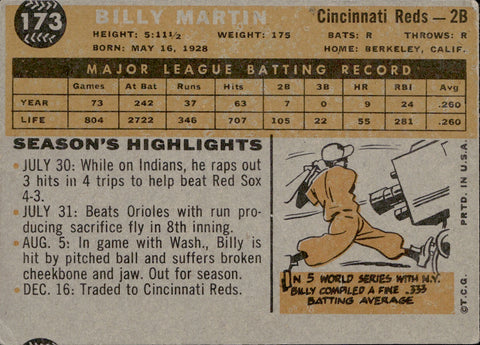 173
BILLY MARTIN
Cincinnati Reds — 2B
HEIGHT: 5:11½ WEIGHT: 175 BATS: R THROWS: R
BORN: MAY 16, 1928 HOME: BERKELEY, CALIF.
MAJOR LEAGUE BATTING RECORD
Games At Bat Runs Hits 2B 3B HR RBI Avg
YEAR 73 242 37 63 7 0 9 24 .260
LIFE 804 2722 346 707 105 22 55 281 .260
SEASON'S HIGHLIGHTS
• JULY 30: While on Indians, he raps out
3 hits in 4 trips to help beat Red Sox
4-3.
• JULY 31: Beats Orioles with run pro-
ducing sacrifice fly in 8th inning.
• AUG. 5: In game with Wash., Billy is
hit by pitched ball and suffers broken
cheekbone and jaw. Out for season.
• DEC. 16: Traded to Cincinnati Reds.
IN 5 WORLD SERIES WITH N.Y.
BILLY COMPILED A FINE .333
BATTING AVERAGE
©T.C.G. PRTD. IN U.S.A.